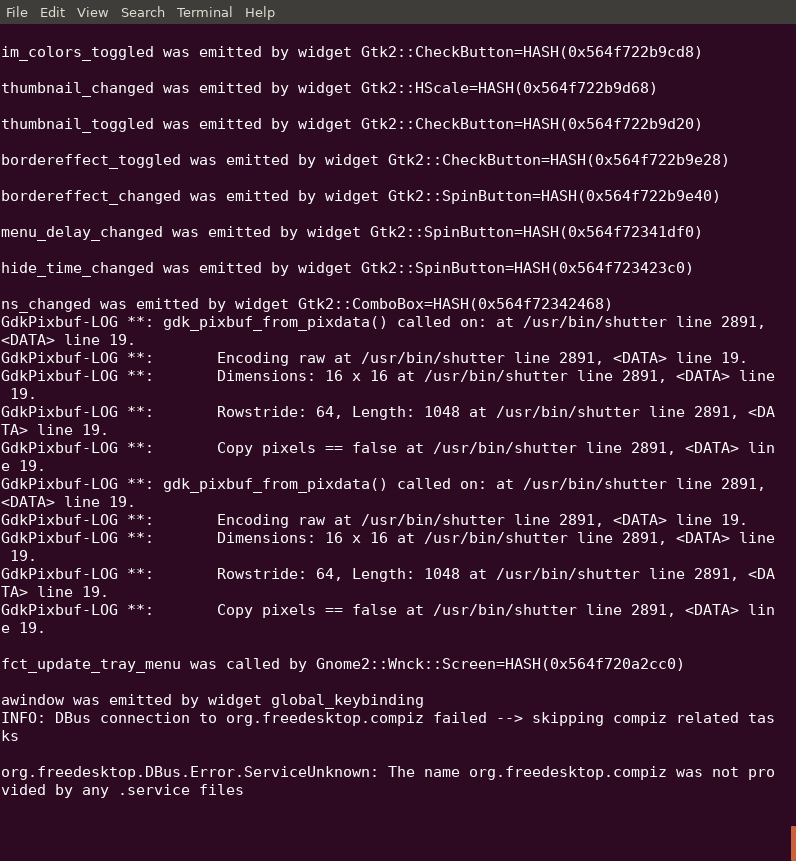 File Edit View Search Terminal Help
im_colors_toggled was emitted by widget Gtk2::CheckButton=HASH(0x564f722b9cd8)
thumbnail_changed was emitted by widget Gtk2::HScale=HASH(0x564f722b9d68)
thumbnail_toggled was emitted by widget Gtk2::CheckButton=HASH(0x564f722b9d20)
bordereffect_toggled was emitted by widget Gtk2::CheckButton=HASH(0x564f722b9e28)
bordereffect_changed was emitted by widget Gtk2::SpinButton=HASH(0x564f722b9e40)
menu_delay_changed was emitted by widget Gtk2::SpinButton=HASH(0x564f72341df0)
hide_time_changed was emitted by widget Gtk2::SpinButton=HASH(0x564f723423c0)
ns_changed was emitted by widget Gtk2::ComboBox=HASH(0x564f72342468)
GdkPixbuf-LOG **: gdk_pixbuf_from_pixdata() called on: at /usr/bin/shutter line 2891,
<DATA> line 19.
GdkPixbuf-LOG **:       Encoding raw at /usr/bin/shutter line 2891, <DATA> line 19.
GdkPixbuf-LOG **:       Dimensions: 16 x 16 at /usr/bin/shutter line 2891, <DATA> line
 19.
GdkPixbuf-LOG **:       Rowstride: 64, Length: 1048 at /usr/bin/shutter line 2891, <DA
TA> line 19.
GdkPixbuf-LOG **:       Copy pixels == false at /usr/bin/shutter line 2891, <DATA> lin
e 19.
GdkPixbuf-LOG **: gdk_pixbuf_from_pixdata() called on: at /usr/bin/shutter line 2891,
<DATA> line 19.
GdkPixbuf-LOG **:       Encoding raw at /usr/bin/shutter line 2891, <DATA> line 19.
GdkPixbuf-LOG **:       Dimensions: 16 x 16 at /usr/bin/shutter line 2891, <DATA> line
 19.
GdkPixbuf-LOG **:       Rowstride: 64, Length: 1048 at /usr/bin/shutter line 2891, <DA
TA> line 19.
GdkPixbuf-LOG **:       Copy pixels == false at /usr/bin/shutter line 2891, <DATA> lin
e 19.
fct_update_tray_menu was called by Gnome2::Wnck::Screen=HASH(0x564f720a2cc0)
awindow was emitted by widget global_keybinding
INFO: DBus connection to org.freedesktop.compiz failed --> skipping compiz related tas
ks
org.freedesktop.DBus.Error.ServiceUnknown: The name org.freedesktop.compiz was not pro
vided by any .service files